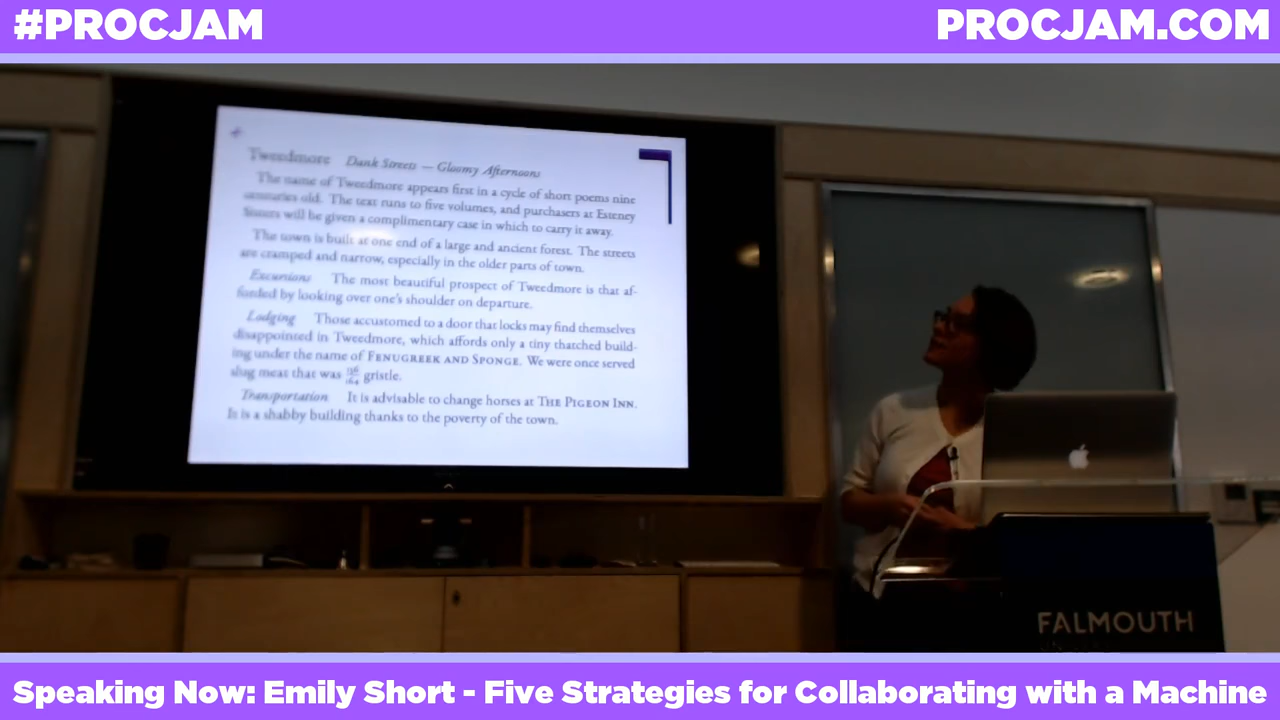 #PROCJAM
PROCJAM.COM
Tweedmore Dank Streets — Gloomy Afternoons
The name of Tweedmore appears first in a cycle of short poems nine
centuries old. The text runs to five volumes, and purchasers at Esteney
Sisters will be given a complimentary case in which to carry it away.
The town is built at one end of a large and ancient forest. The streets
are cramped and narrow, especially in the older parts of town.
Excursions The most beautiful prospect of Tweedmore is that af-
forded by looking over one's shoulder on departure.
Lodging Those accustomed to a door that locks may find themselves
disappointed in Tweedmore, which affords only a tiny thatched build-
ing under the name of FENUGREEK AND SPONGE. We were once served
slug meat that was gristle.
Transportation It is advisable to change horses at THE PIGEON INN.
It is a shabby building thanks to the poverty of the town.
FALMOUTH
Speaking Now: Emily Short - Five Strategies for Collaborating with a Machine